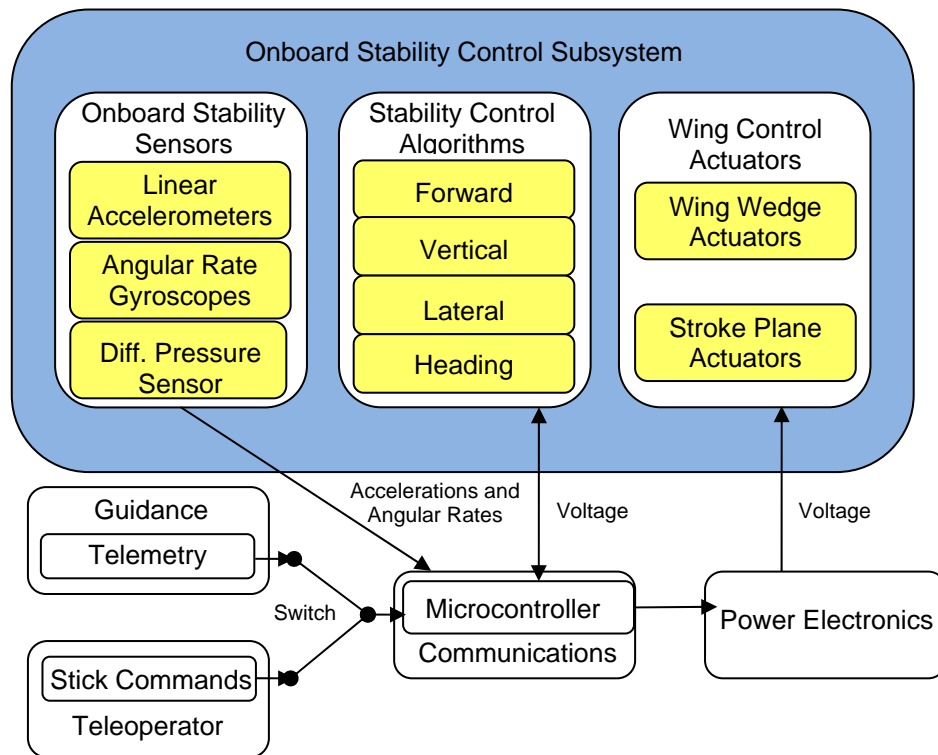 Onboard Stability Control Subsystem
Onboard Stability
Sensors
Linear
Accelerometers
Angular Rate
Gyroscopes
Diff. Pressure
Sensor
Stability Control
Algorithms
Forward
Vertical
Lateral
Heading
Wing Control
Actuators
Wing Wedge
Actuators
Stroke Plane
Actuators
Accelerations and
Angular Rates
Voltage
Voltage
Guidance
Telemetry
Switch
Stick Commands
Teleoperator
Microcontroller
Communications
Power Electronics